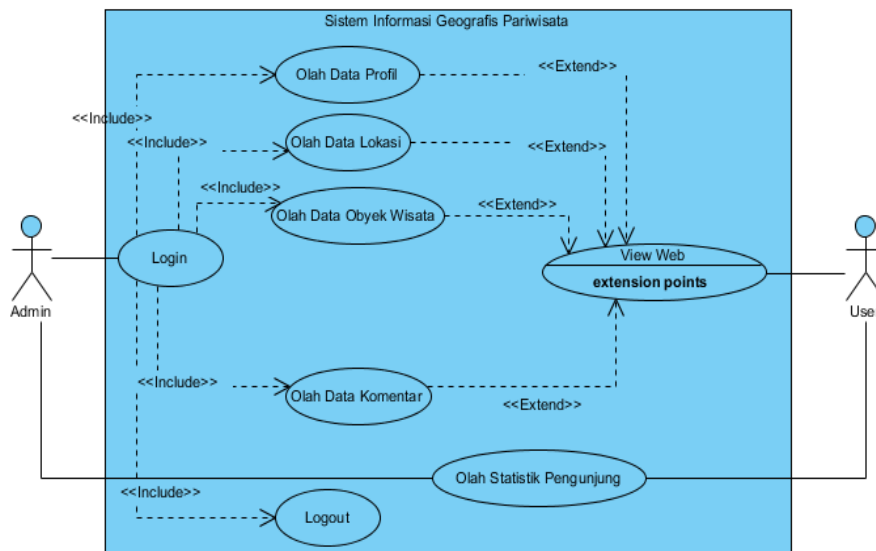 Sistem Informasi Geografis Pariwisata
Olah Data Profil
<<Extend>>
<<Include>>
<<Include>>
Olah Data Lokasi
<<Extend>>
<<Include>>
Olah Data Obyek Wisata
<<Extend>>
Login
View Web
extension points
Admin
User
<<Include>>
Olah Data Komentar
<<Extend>>
Olah Statistik Pengunjung
<<Include>>
Logout